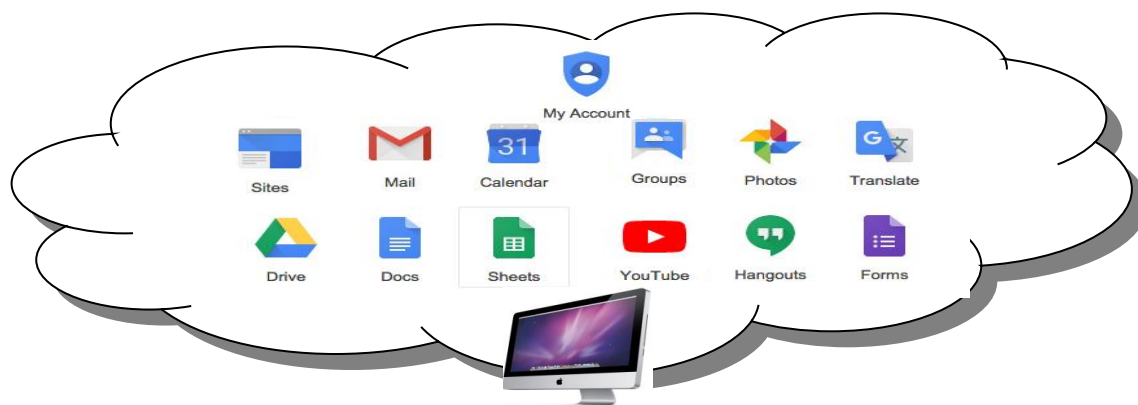 My Account
31
G 文
Sites Mail Calendar Groups Photos Translate
Drive Docs Sheets YouTube Hangouts Forms